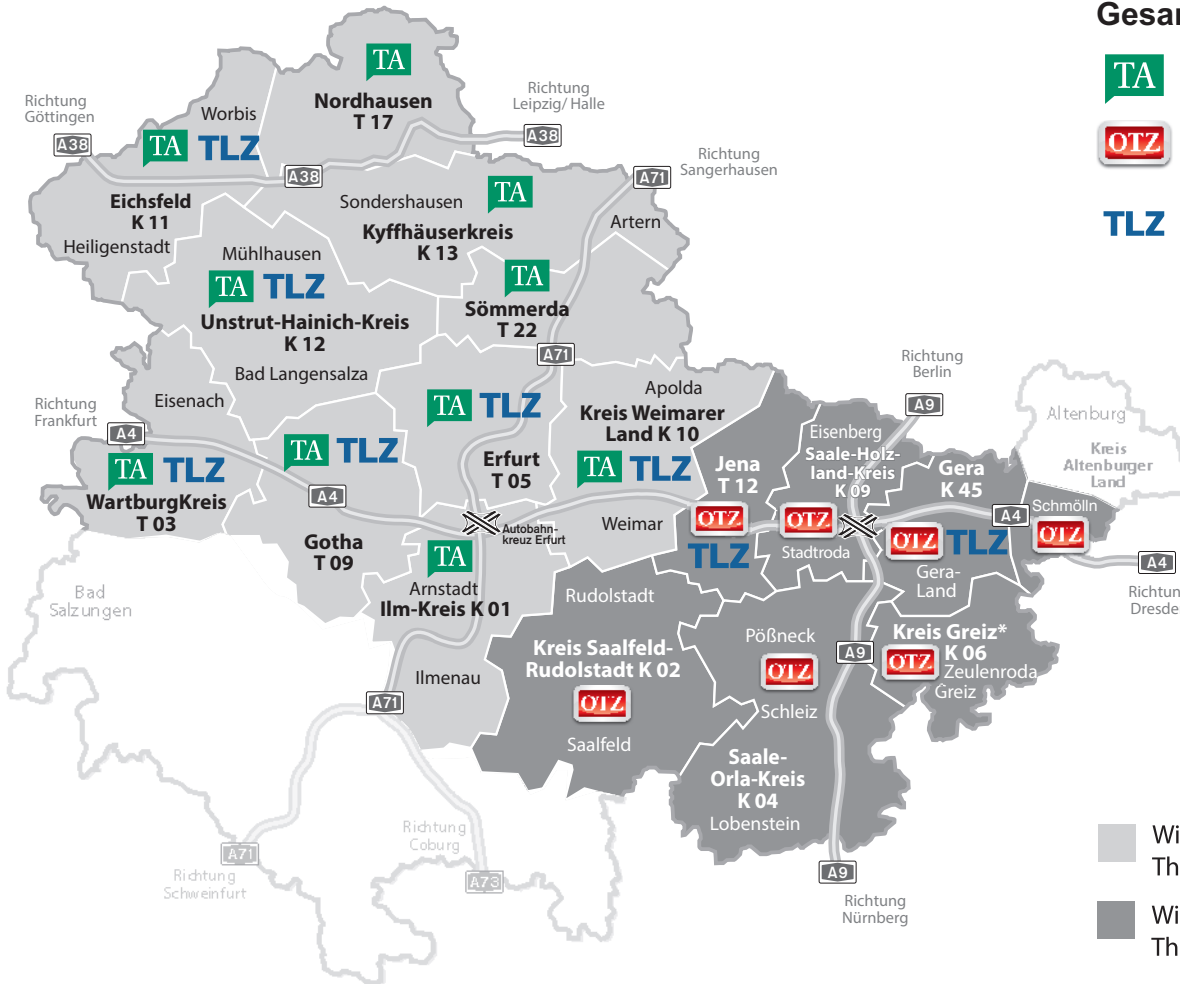 Gesar
TA
OTZ
TLZ
TA
Nordhausen
T 17
Richtung
Leipzig/ Halle
A38
Richtung
Göttingen
A38
Worbis
TA TLZ
A38
Eichsfeld
K 11
Heiligenstadt
Richtung
Sangerhausen
A71
Sondershausen
TA
Artern
Kyffhäuserkreis
K 13
Mühlhausen
TA TLZ
Unstrut-Hainich-Kreis
K 12
Bad Langensalza
TA
Sömmerda
T 22
A71
Richtung
Frankfurt
A4
Eisenach
TA TLZ
WartburgKreis
T 03
TA TLZ
A4
Gotha
T 09
TA TLZ
Erfurt
T 05
Autobahn-
kreuz Erfurt
Apolda
Kreis Weimarer
Land K 10
TA TLZ
Weimar
TA
Arnstadt
Ilm-Kreis K 01
Ilmenau
A71
Jena
T 12
OTZ
TLZ
Richtung
Berlin
A9
Eisenberg
Saale-Holz-
land-Kreis
K 09
OTZ
Stadtroda
Gera
K 45
OTZ TLZ
Gera-
Land
A4
Altenburg
Kreis
Altenburger
Land
Schmölln
OTZ
A4
Richtun
Dresde
Bad
Salzungen
Rudolstadt
Kreis Saalfeld-
Rudolstadt K 02
OTZ
Saalfeld
Pößneck
OTZ
Schleiz
Saale-
Orla-Kreis
K 04
Lobenstein
A9
Kreis Greiz*
K 06
OTZ
Zeulenroda
Greiz
A9
Richtung
Nürnberg
Richtung
Coburg
A73
A71
Richtung
Schweinfurt
Wi
Th
Wi
Th